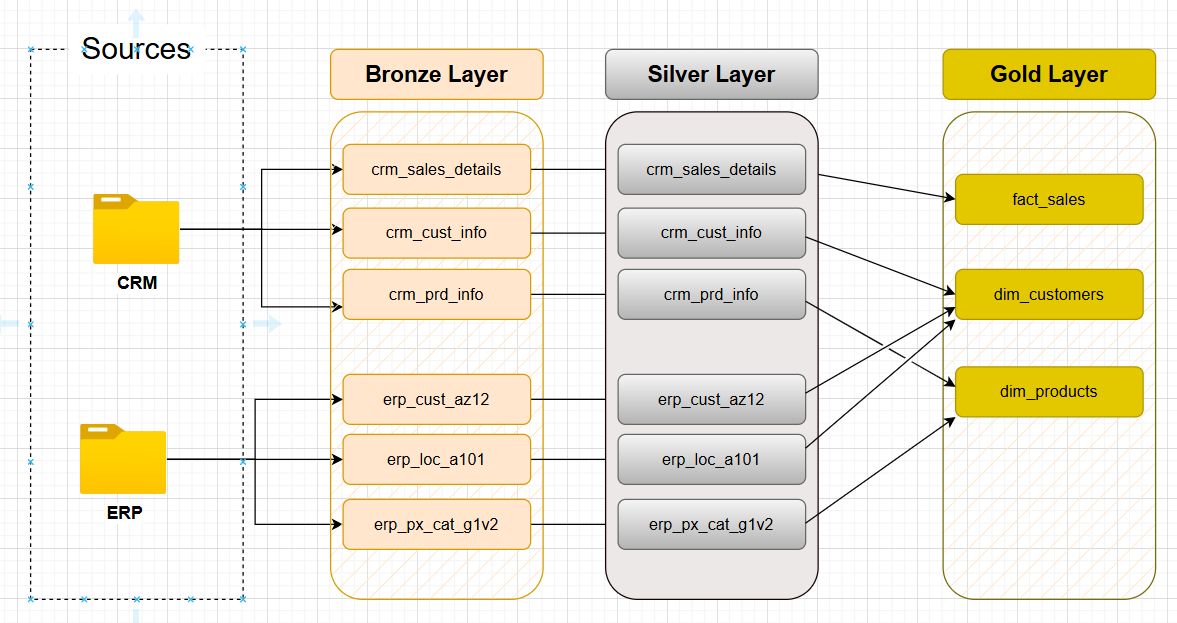 Sources
Bronze Layer
Silver Layer
Gold Layer
CRM
ERP
crm_sales_details
crm_cust_info
crm_prd_info
erp_cust_az12
erp_loc_a101
erp_px_cat_g1v2
crm_sales_details
crm_cust_info
crm_prd_info
erp_cust_az12
erp_loc_a101
erp_px_cat_g1v2
fact_sales
dim_customers
dim_products